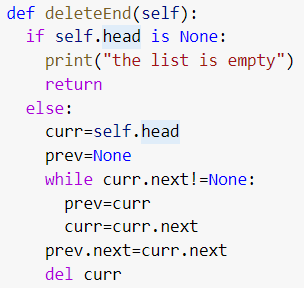 def deleteEnd(self):
  if self.head is None:
    print("the list is empty")
    return
  else:
    curr=self.head
    prev=None
    while curr.next!=None:
      prev=curr
      curr=curr.next
    prev.next=curr.next
    del curr